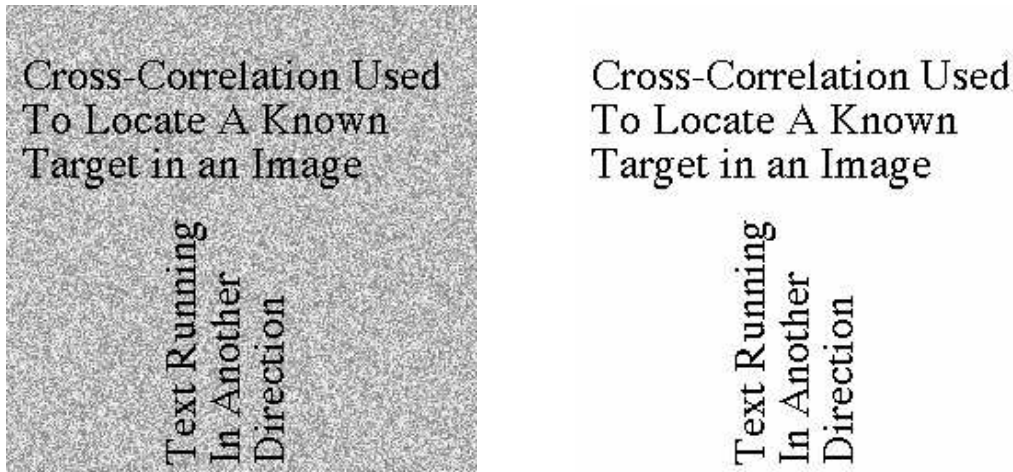 Cross-Correlation Used
To Locate A Known
Target in an Image
Text Running
In Another
Direction
Cross-Correlation Used
To Locate A Known
Target in an Image
Text Running
In Another
Direction